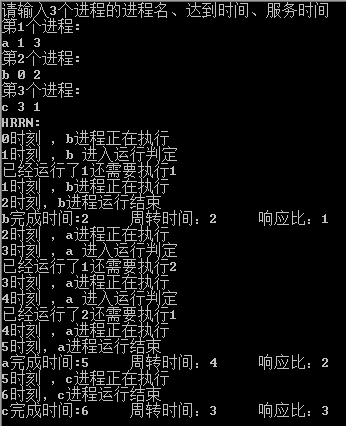 请输入3个进程的进程名、达到时间、服务时间
第1个进程:
a 1 3
第2个进程:
b 0 2
第3个进程:
c 3 1
HRRN:
0时刻 , b进程正在执行
1时刻 , b 进入运行判定
已经运行了1还需要执行1
1时刻 , b进程正在执行
2时刻, b进程运行结束
b完成时间:2 周转时间: 2 响应比: 1
2时刻 , a进程正在执行
3时刻 , a 进入运行判定
已经运行了1还需要执行2
3时刻 , a进程正在执行
4时刻 , a 进入运行判定
已经运行了2还需要执行1
4时刻 , a进程正在执行
5时刻, a进程运行结束
a完成时间:5 周转时间: 4 响应比: 2
5时刻 , c进程正在执行
6时刻, c进程运行结束
c完成时间:6 周转时间: 3 响应比: 3